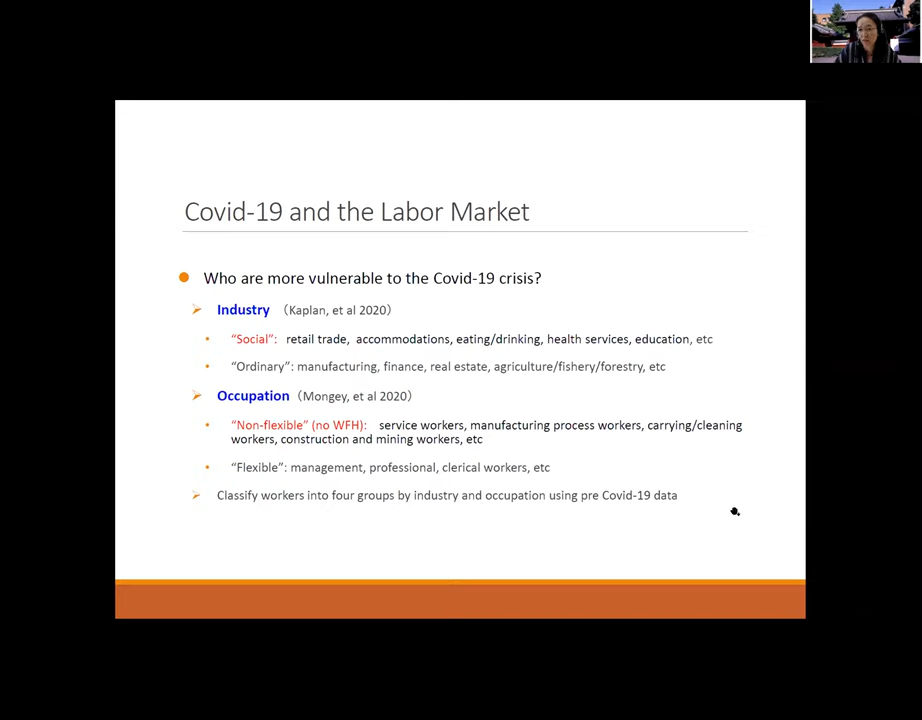 Covid-19 and the Labor Market
Who are more vulnerable to the Covid-19 crisis?
Industry （Kaplan, et al 2020）
“Social”: retail trade, accommodations, eating/drinking, health services, education, etc
“Ordinary”: manufacturing, finance, real estate, agriculture/fishery/forestry, etc
Occupation（Mongey, et al 2020）
“Non-flexible” (no WFH): service workers, manufacturing process workers, carrying/cleaning
workers, construction and mining workers, etc
“Flexible”: management, professional, clerical workers, etc
Classify workers into four groups by industry and occupation using pre Covid-19 data